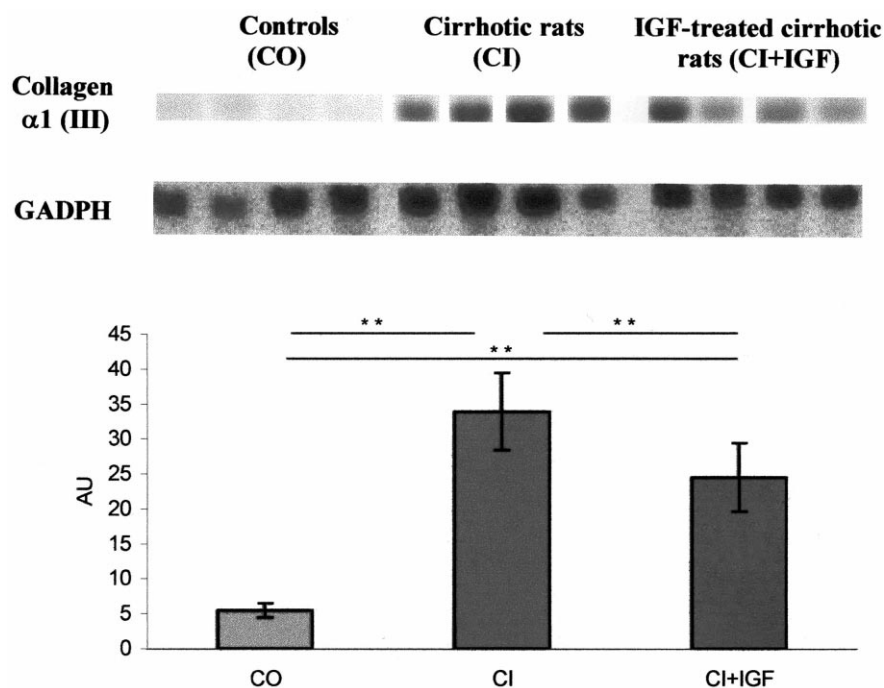 Controls
(CO)
Cirrhotic rats
(CI)
IGF-treated cirrhotic
rats (CI+IGF)
Collagen
α1 (III)
GADPH
**
**
**
45
40
35
30
25
20
15
10
5
0
AU
CO
CI
CI+IGF